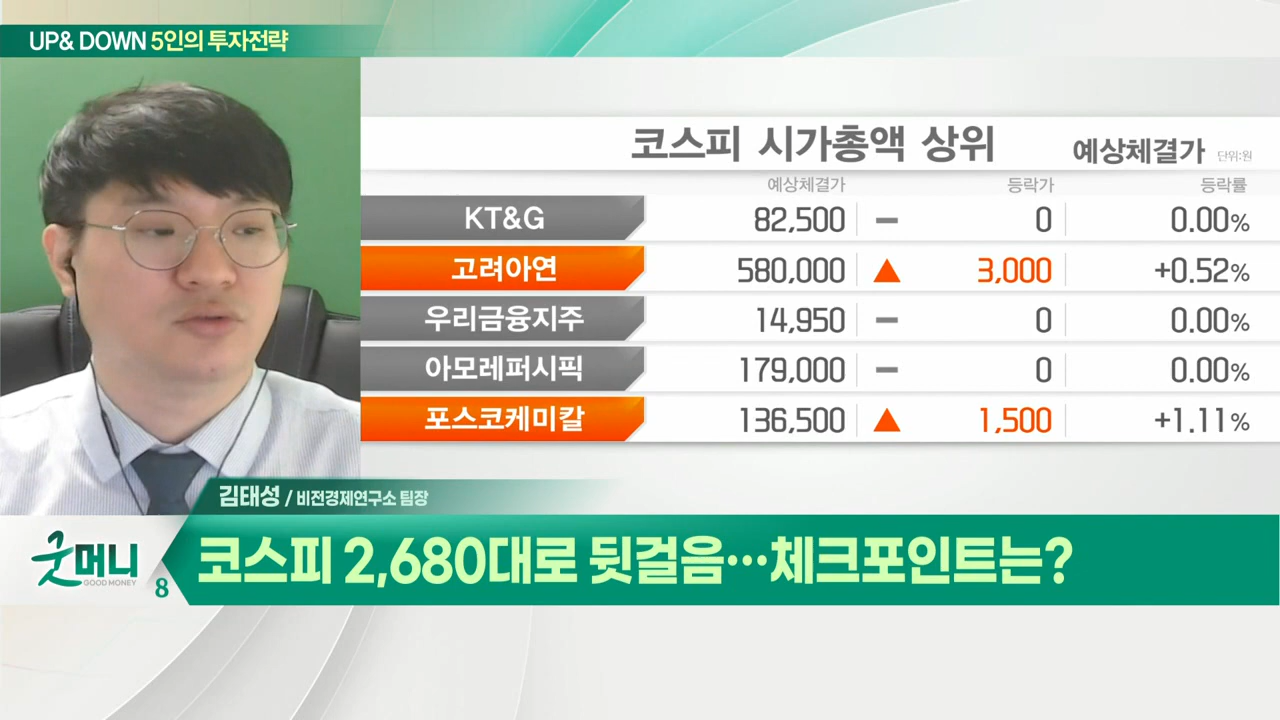 UP& DOWN 5인의 투자전략
코스피 시가총액 상위 예상체결가 단위:원
예상체결가 등락가 등락률
KT&G 82,500 - 0 0.00%
고려아연 580,000 ▲ 3,000 +0.52%
우리금융지주 14,950 - 0 0.00%
아모레퍼시픽 179,000 - 0 0.00%
포스코케미칼 136,500 ▲ 1,500 +1.11%
김태성 / 비전경제연구소 팀장
굿머니
GOOD MONEY
8
코스피 2,680대로 뒷걸음…체크포인트는?